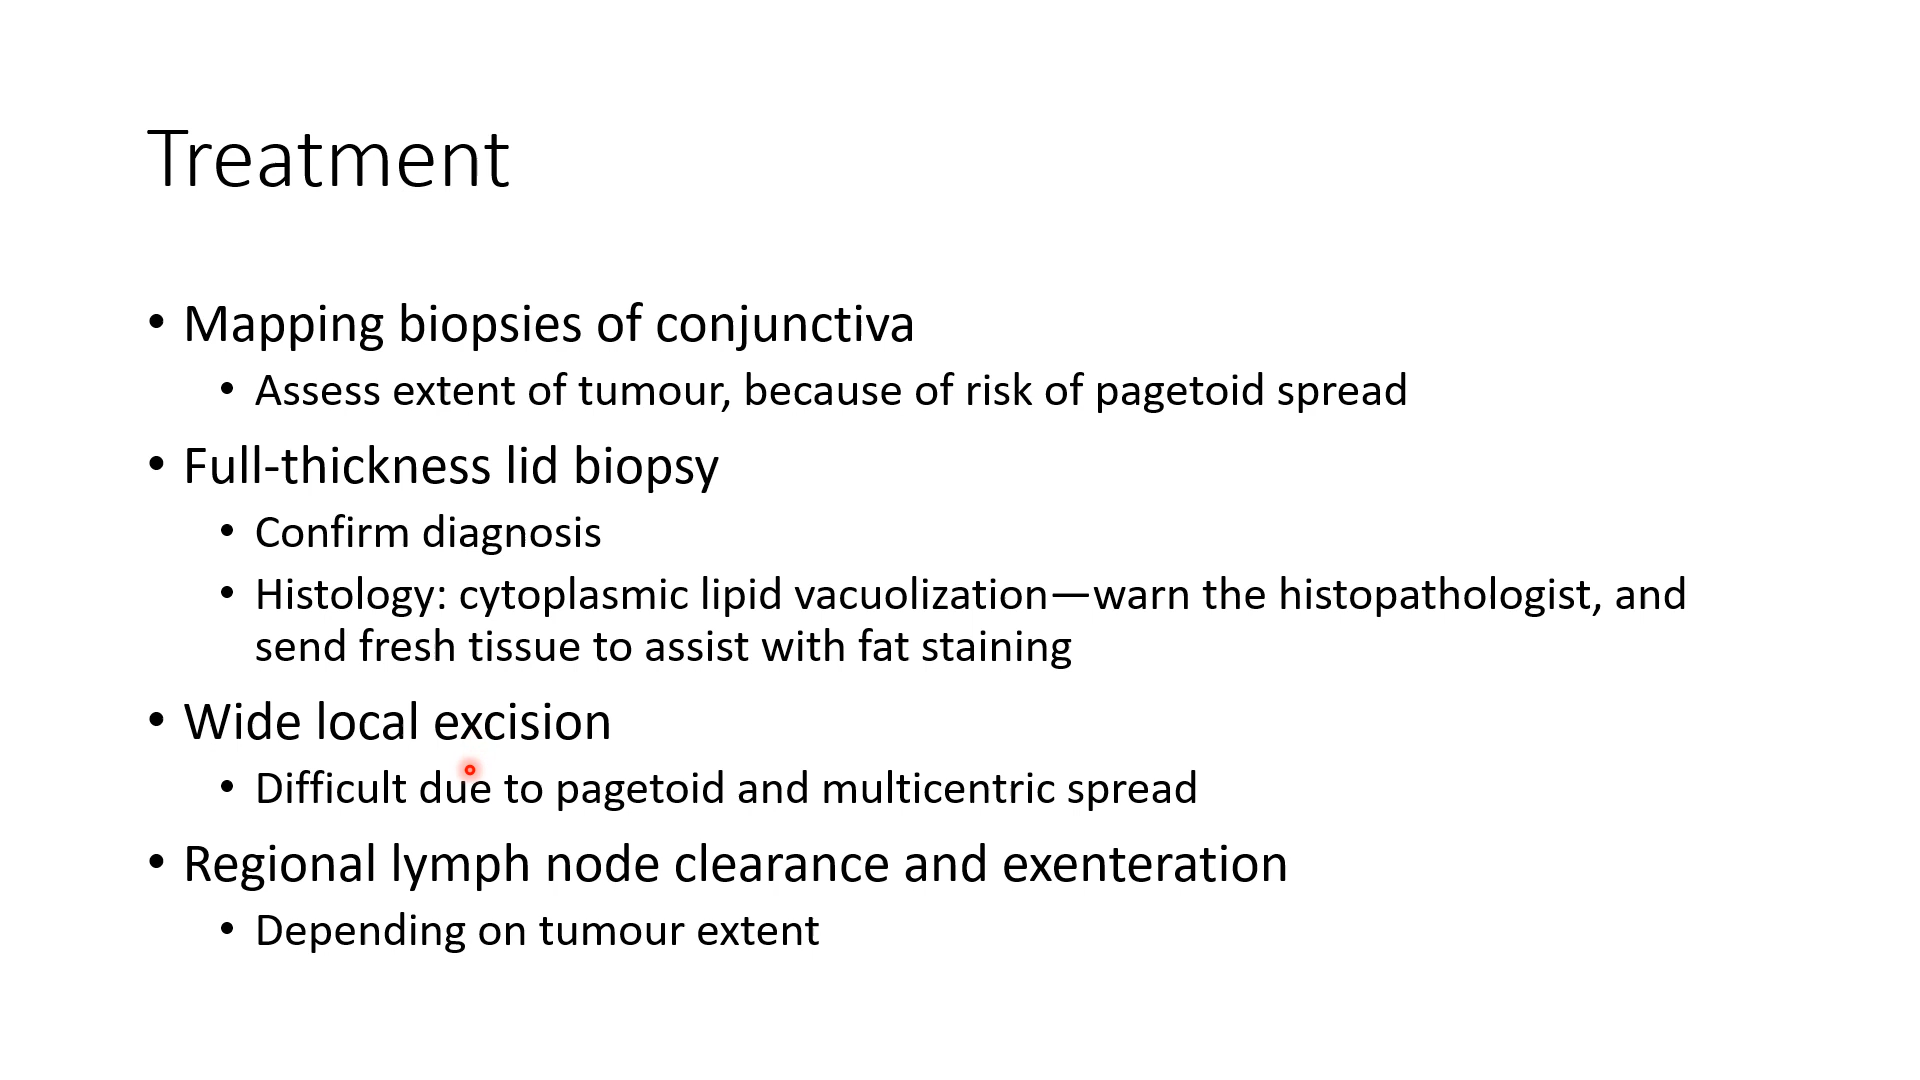 Treatment
• Mapping biopsies of conjunctiva
• Assess extent of tumour, because of risk of pagetoid spread
• Full-thickness lid biopsy
• Confirm diagnosis
• Histology: cytoplasmic lipid vacuolization—warn the histopathologist, and
send fresh tissue to assist with fat staining
• Wide local excision
• Difficult due to pagetoid and multicentric spread
• Regional lymph node clearance and exenteration
• Depending on tumour extent